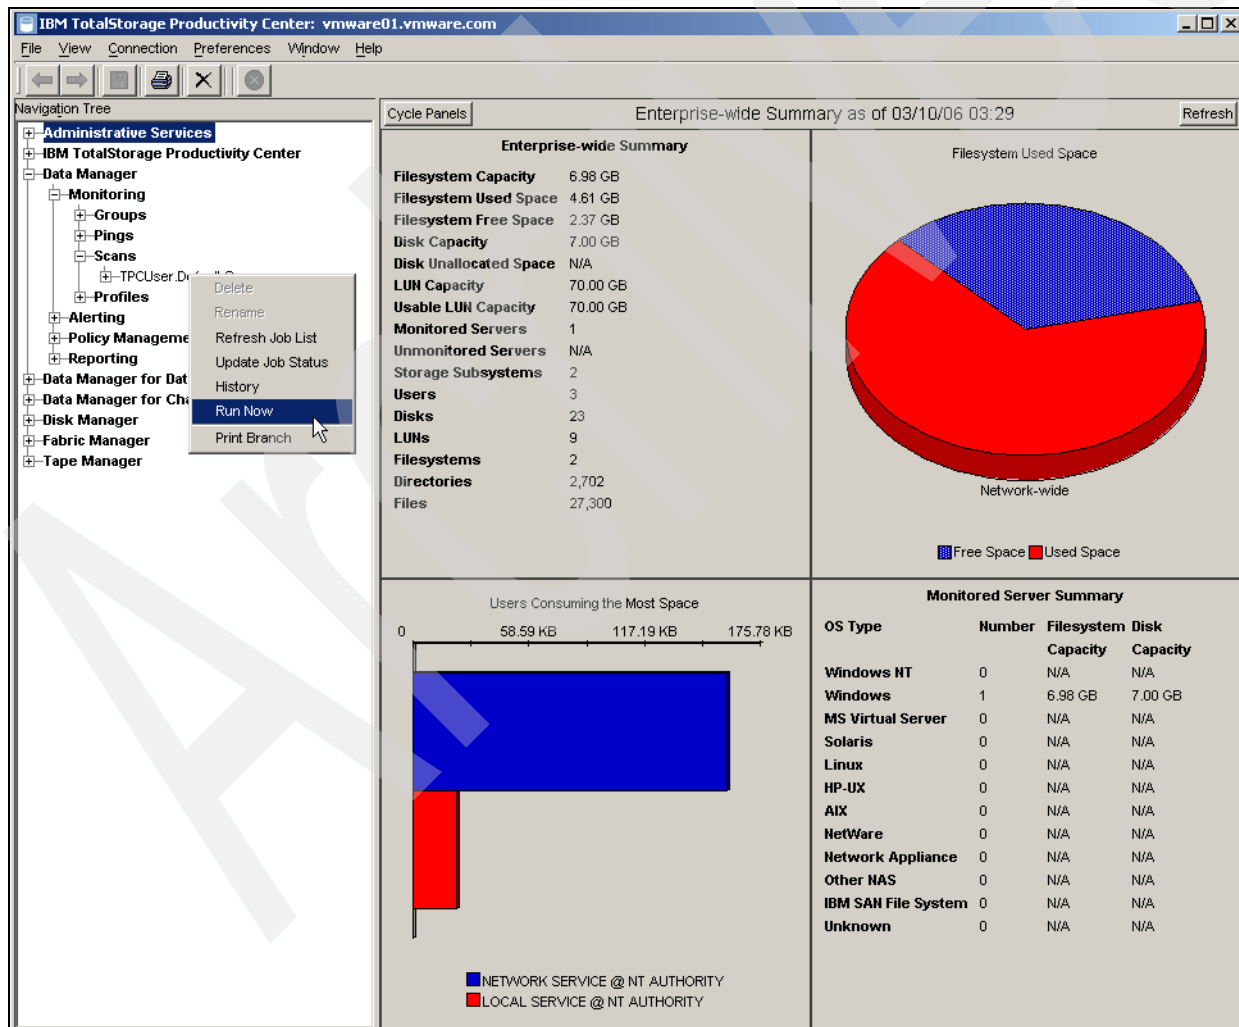 IBM TotalStorage Productivity Center: vmware01.vmware.com
File View Connection Preferences Window Help
Navigation Tree
Administrative Services
IBM TotalStorage Productivity Center
Data Manager
Monitoring
Groups
Pings
Scans
Profiles
Alerting
Reporting
Data Manager for
Data Manager for
Disk Manager
Fabric Manager
Tape Manager
Delete
Rename
Refresh Job List
Update Job Status
History
Run Now
Print Branch
Cycle Panels
Enterprise-wide Summary as of 03/10/06 03:29
Refresh
Enterprise-wide Summary
Filesystem Capacity 6.98 GB
Filesystem Used Space 4.61 GB
Filesystem Free Space 2.37 GB
Disk Capacity 7.00 GB
Disk Unallocated Space N/A
LUN Capacity 70.00 GB
Usable LUN Capacity 70.00 GB
Monitored Servers 1
Unmonitored Servers N/A
Storage Subsystems 2
Users 3
Disks 23
LUNs 9
Filesystems 2
Directories 2,702
Files 27,300
Filesystem Used Space
Network-wide
Free Space Used Space
Users Consuming the Most Space
0 58.59 KB 117.19 KB 175.78 KB
NETWORK SERVICE @ NT AUTHORITY
LOCAL SERVICE @ NT AUTHORITY
Monitored Server Summary
OS Type Number Filesystem Disk
Capacity Capacity
Windows NT 0 N/A N/A
Windows 1 6.98 GB 7.00 GB
MS Virtual Server 0 N/A N/A
Solaris 0 N/A N/A
Linux 0 N/A N/A
HP-UX 0 N/A N/A
AIX 0 N/A N/A
NetWare 0 N/A N/A
Network Appliance 0 N/A N/A
Other NAS 0 N/A N/A
IBM SAN File System 0 N/A N/A
Unknown 0 N/A N/A